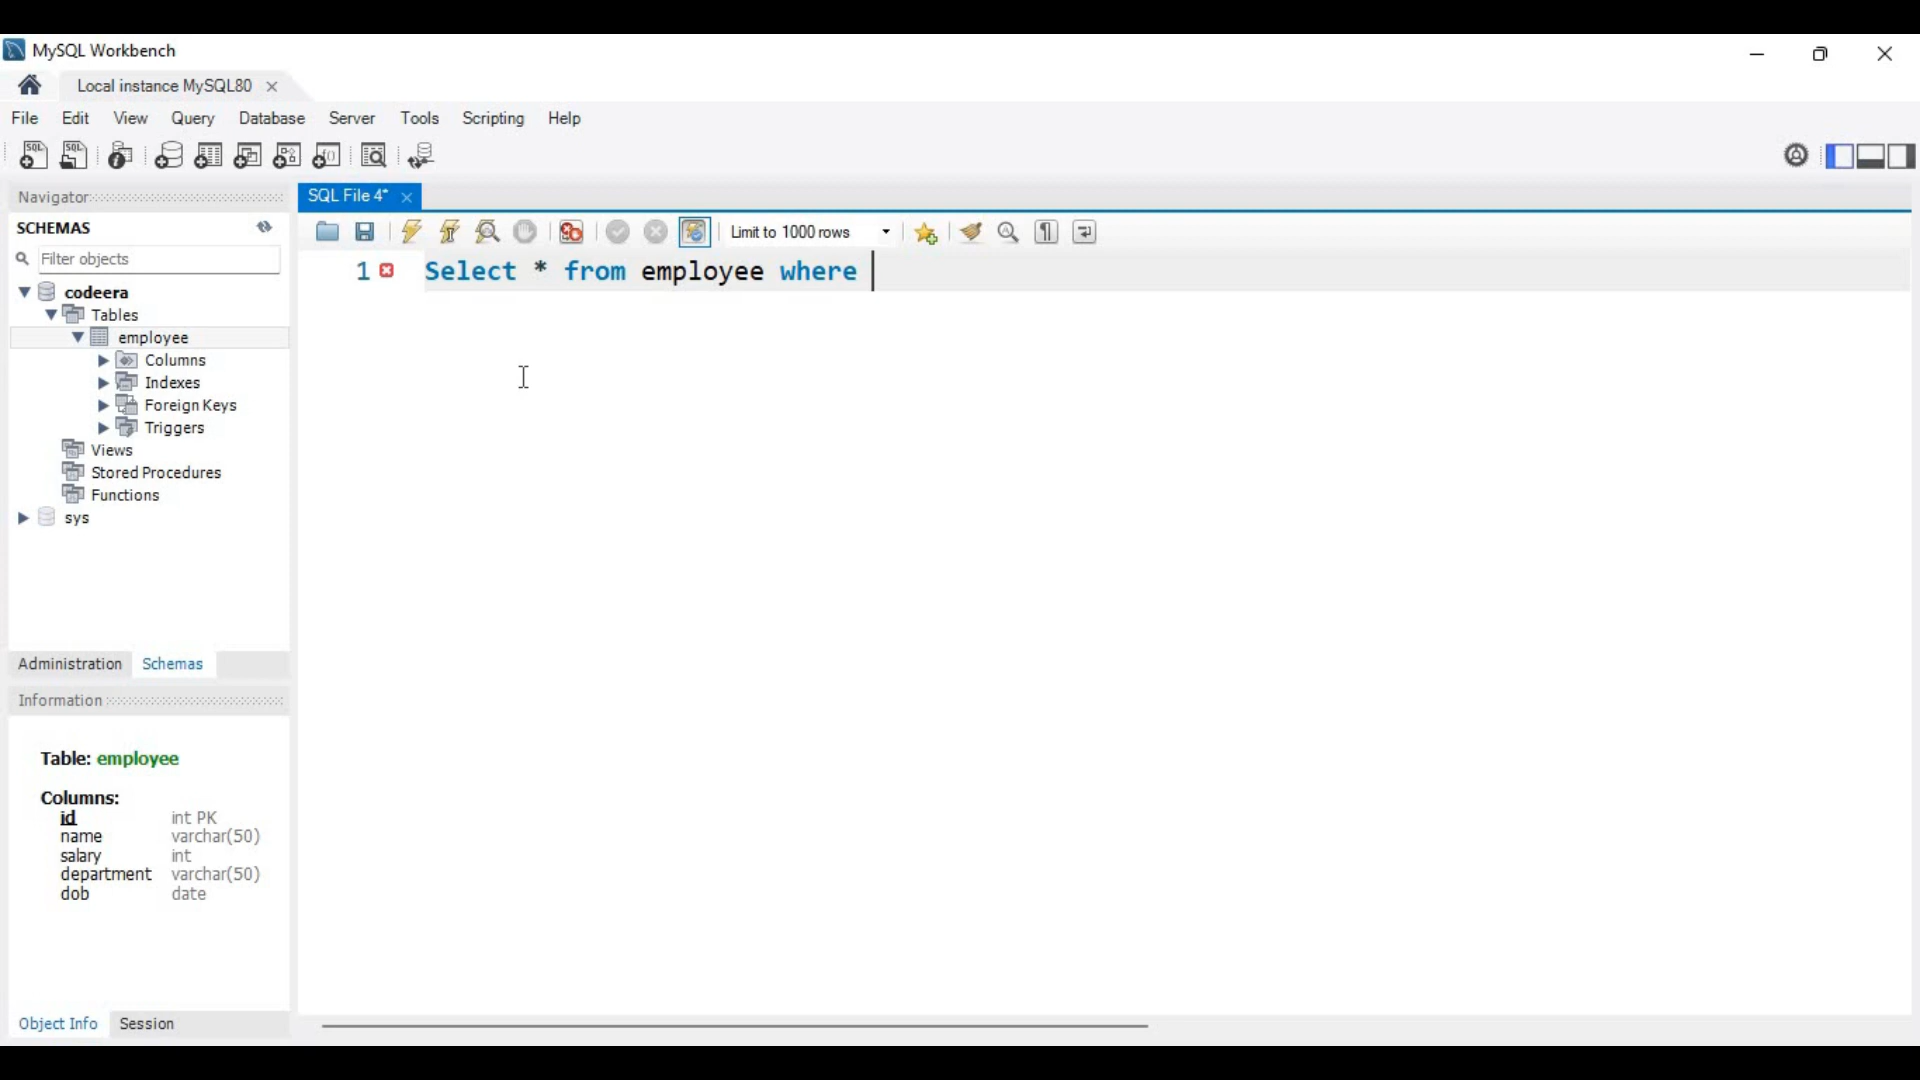 MySQL Workbench
Local instance MySQL80
File Edit View Query Database Server Tools Scripting Help
Navigator
SQL File 4*
SCHEMAS
Limit to 1000 rows
Filter objects
1 Select * from employee where
codeera
Tables
employee
Columns
Indexes
Foreign Keys
Triggers
Views
Stored Procedures
Functions
sys
Administration Schemas
Information
Table: employee
Columns:
id int PK
name varchar(50)
salary int
department varchar(50)
dob date
Object Info Session